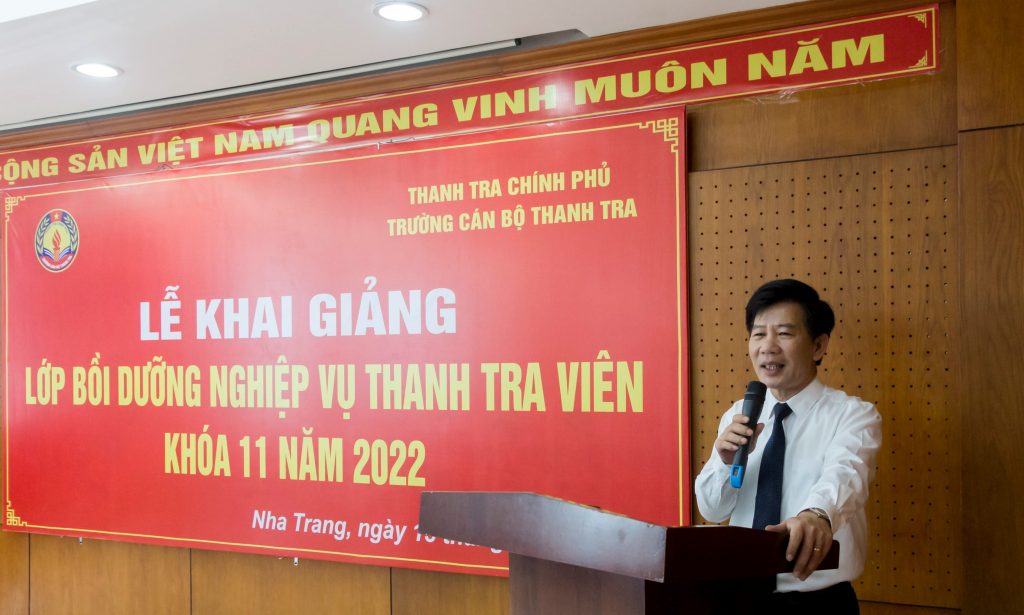 CỘNG SẢN VIỆT NAM QUANG VINH MUÔN NĂM
THANH TRA CHÍNH PHỦ
TRƯỜNG CÁN BỘ THANH TRA
LỄ KHAI GIẢNG
LỚP BỒI DƯỠNG NGHIỆP VỤ THANH TRA VIÊN
KHÓA 11 NĂM 2022
Nha Trang, ngày